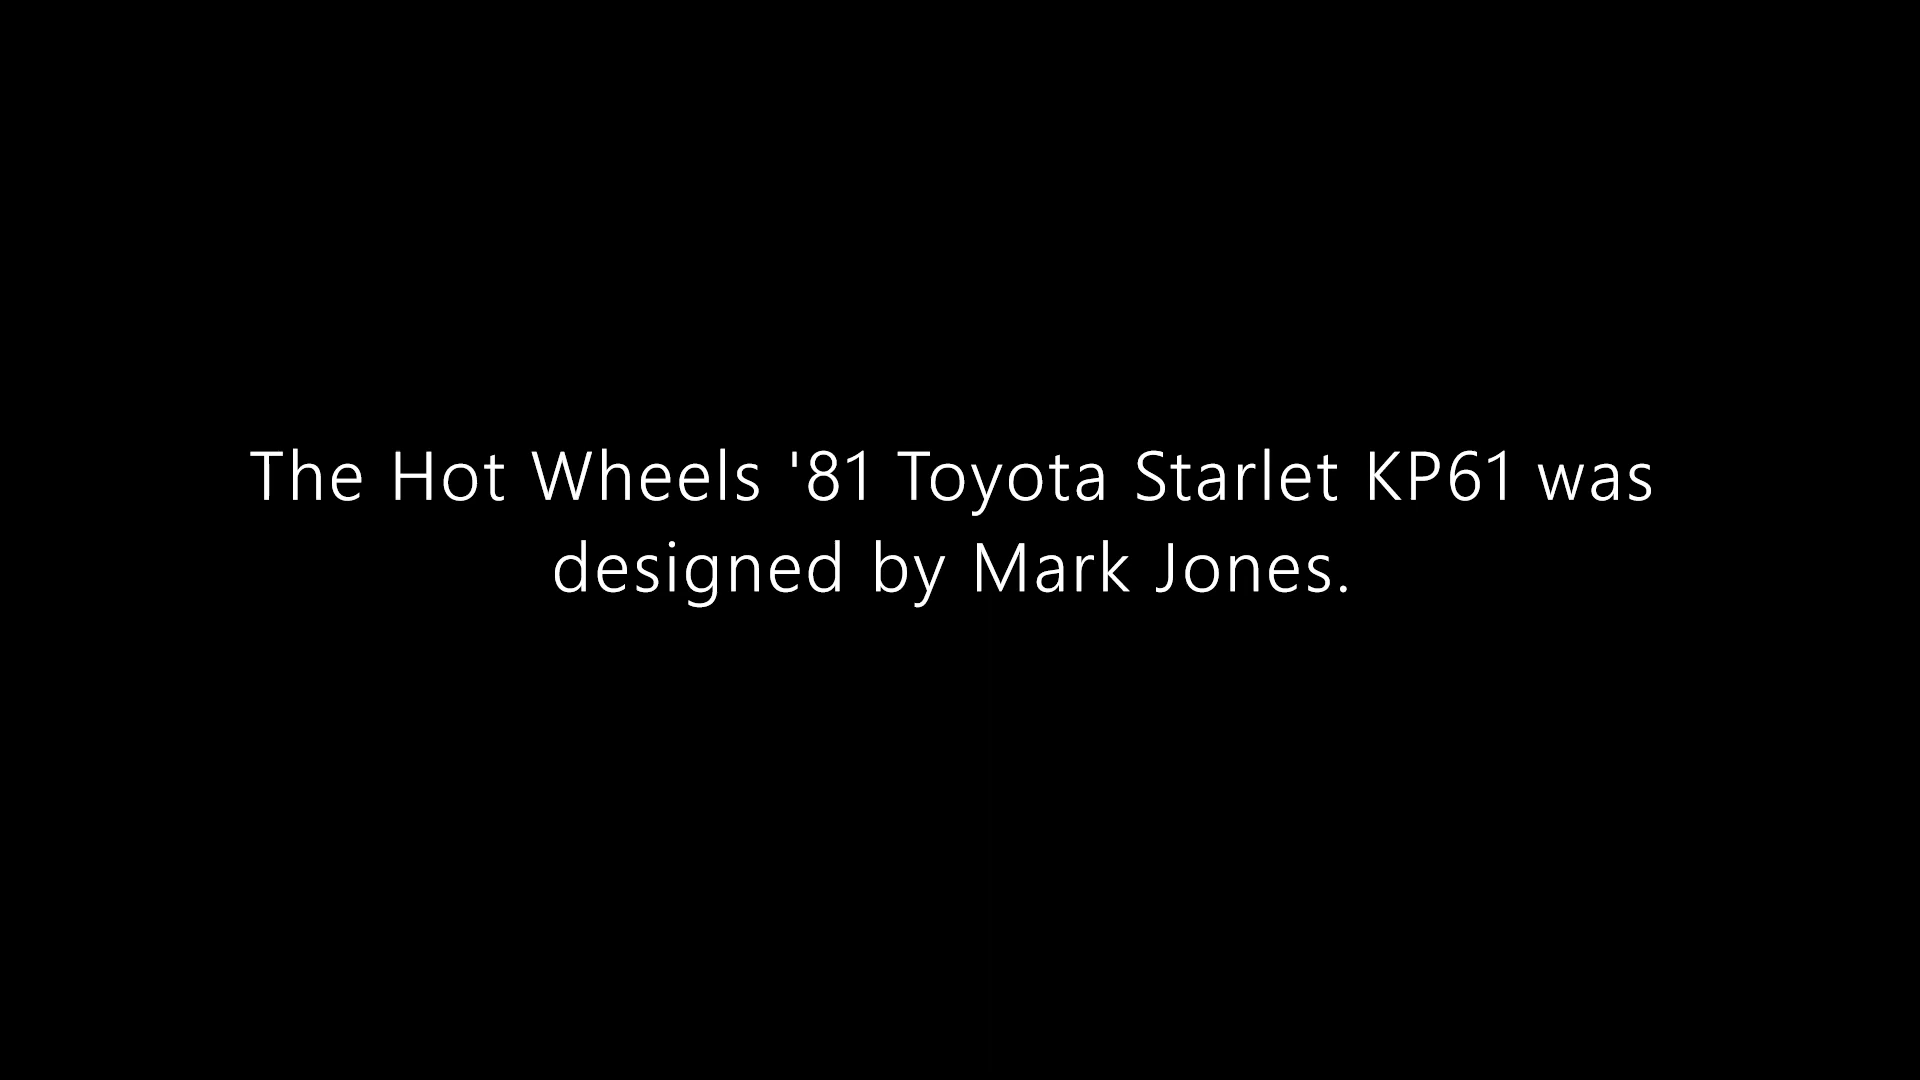 The Hot Wheels '81 Toyota Starlet KP61 was
designed by Mark Jones.